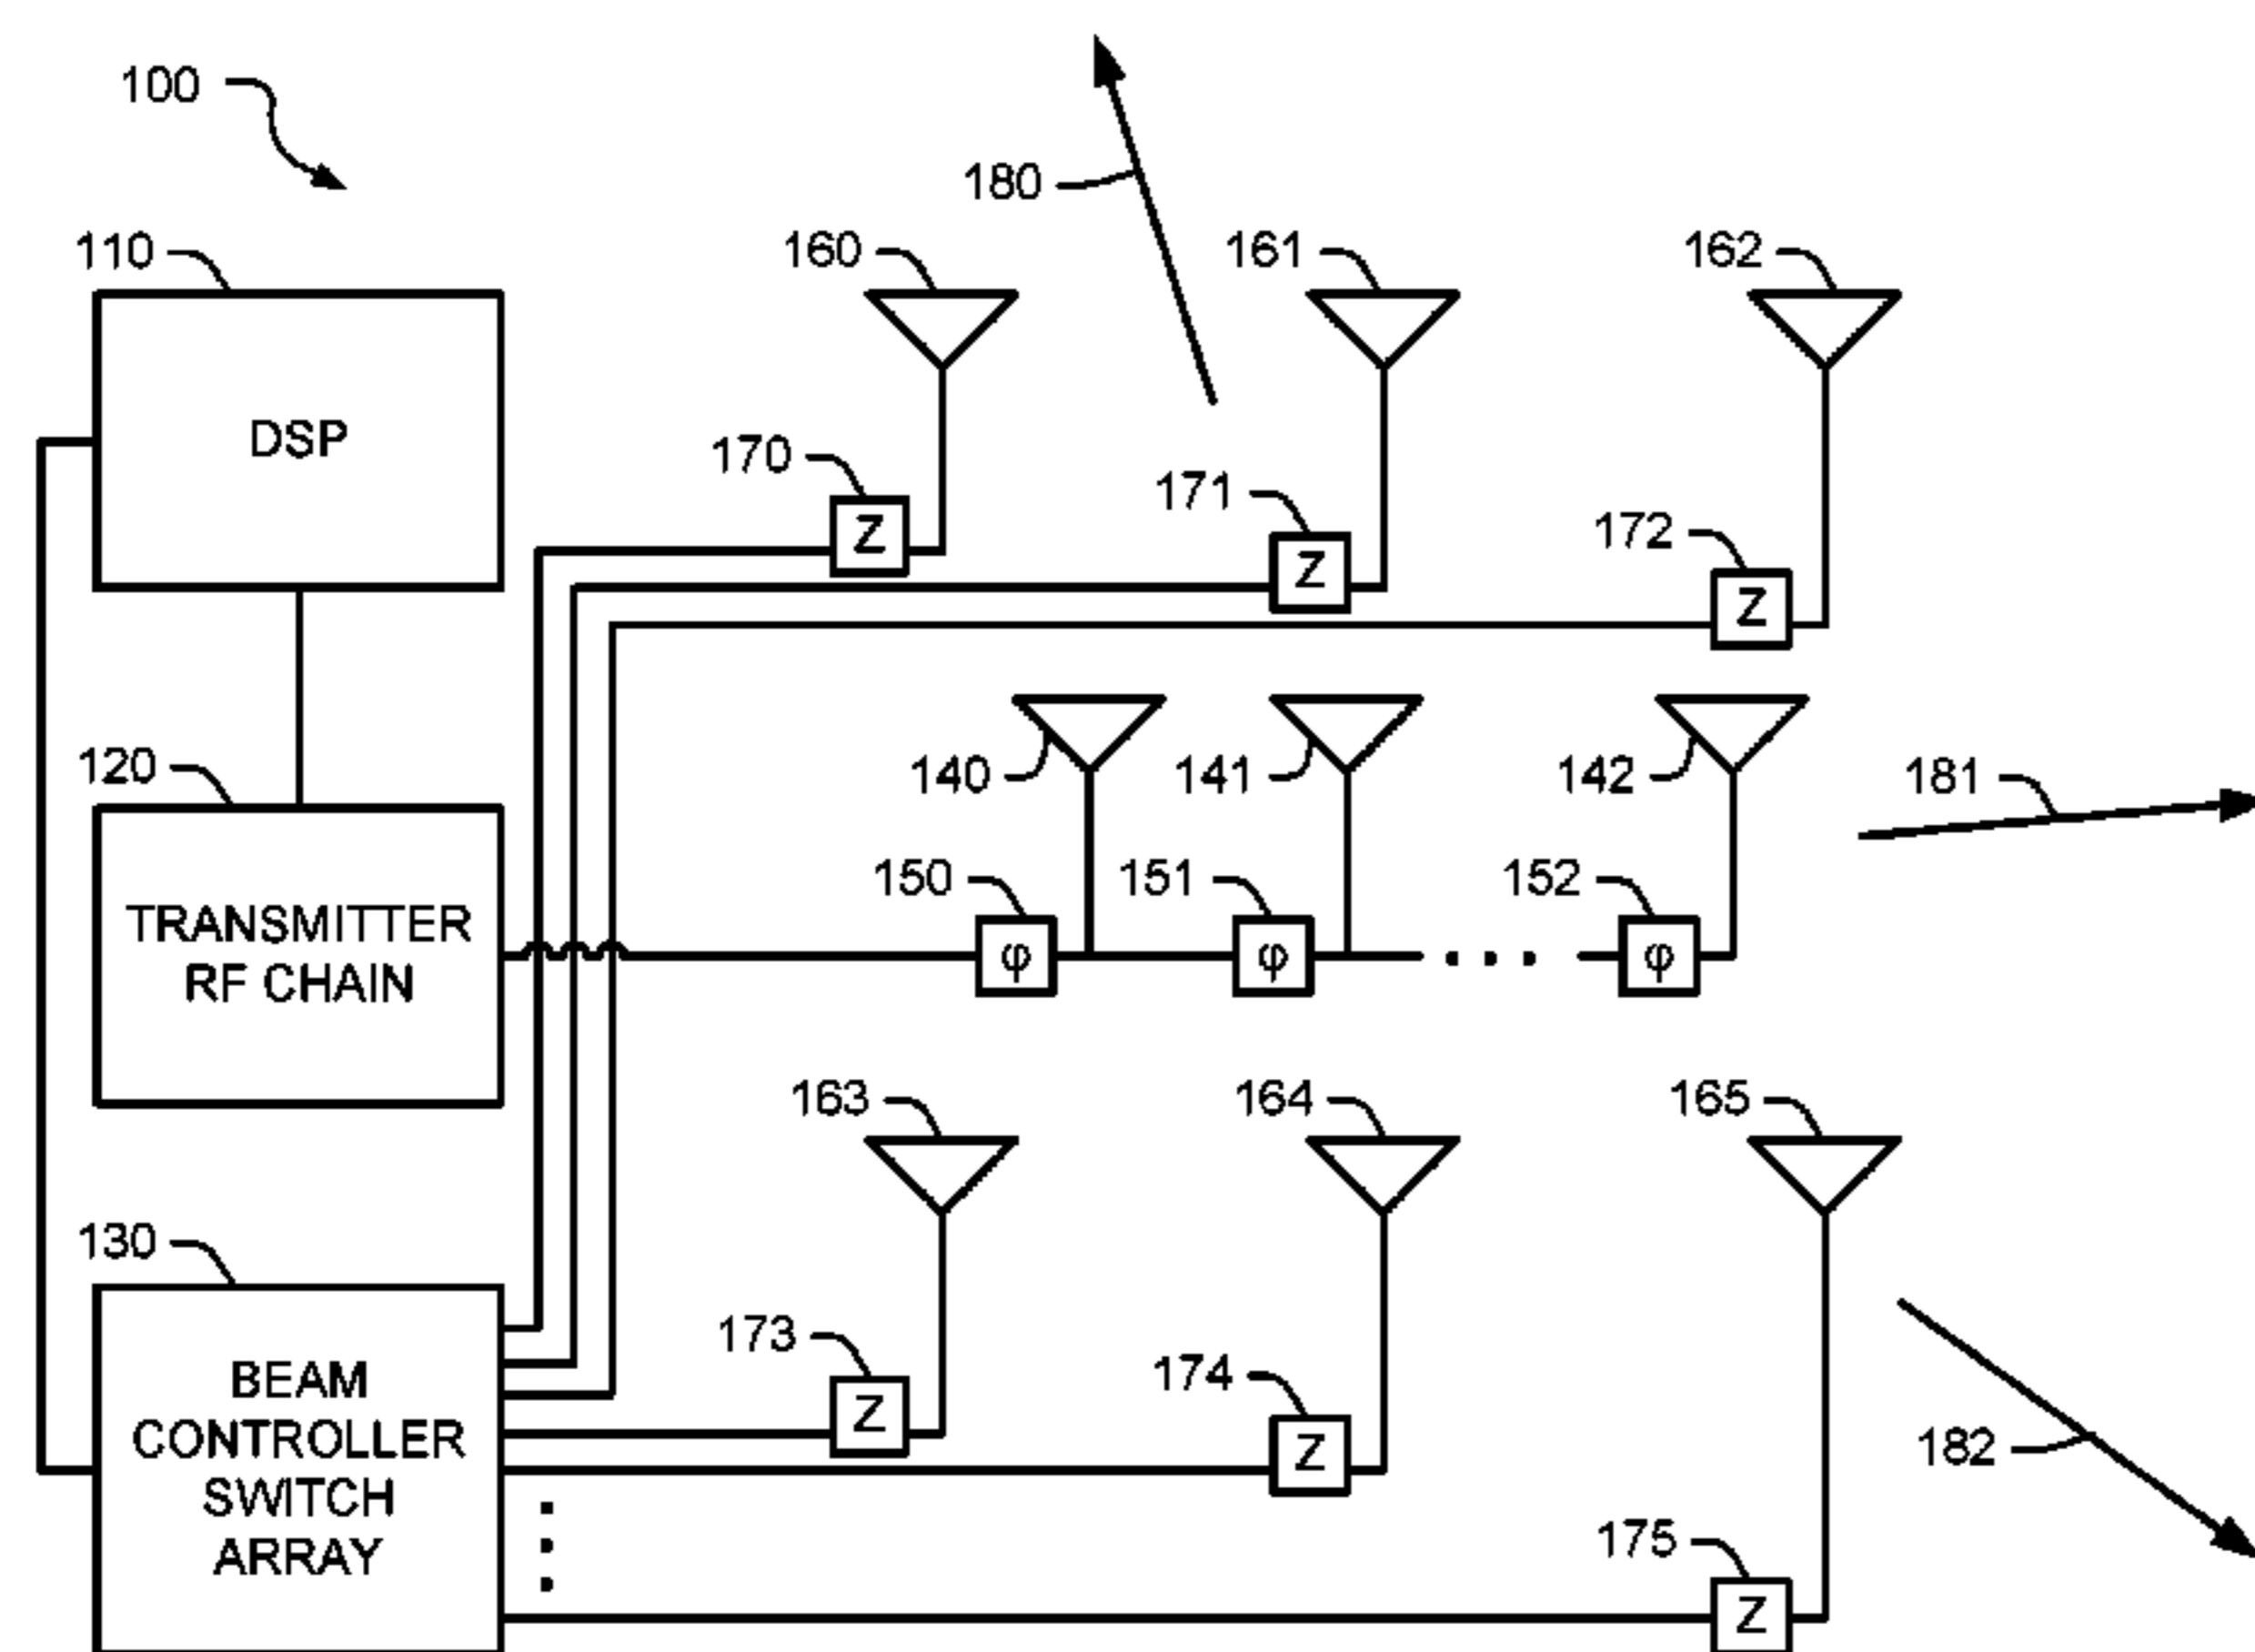 100
180
110
160
161
162
DSP
170
Z
171
Z
172
Z
120
140
141
142
181
TRANSMITTER
RF CHAIN
150
φ
151
φ
152
φ
163
164
165
130
BEAM
CONTROLLER
SWITCH
ARRAY
173
Z
174
Z
175
Z
182